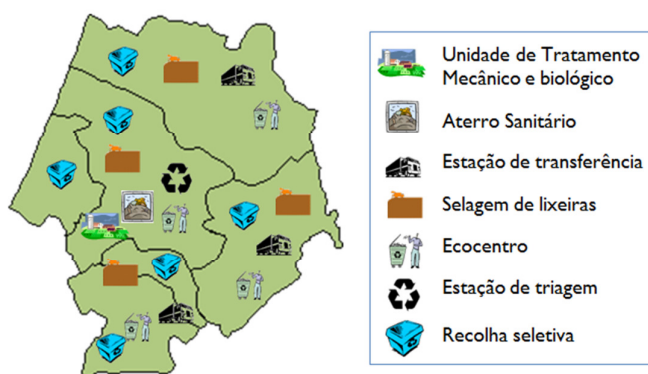 Unidade de Tratamento
Mecânico e biológico
Aterro Sanitário
Estação de transferência
Selagem de lixeiras
Ecocentro
Estação de triagem
Recolha seletiva